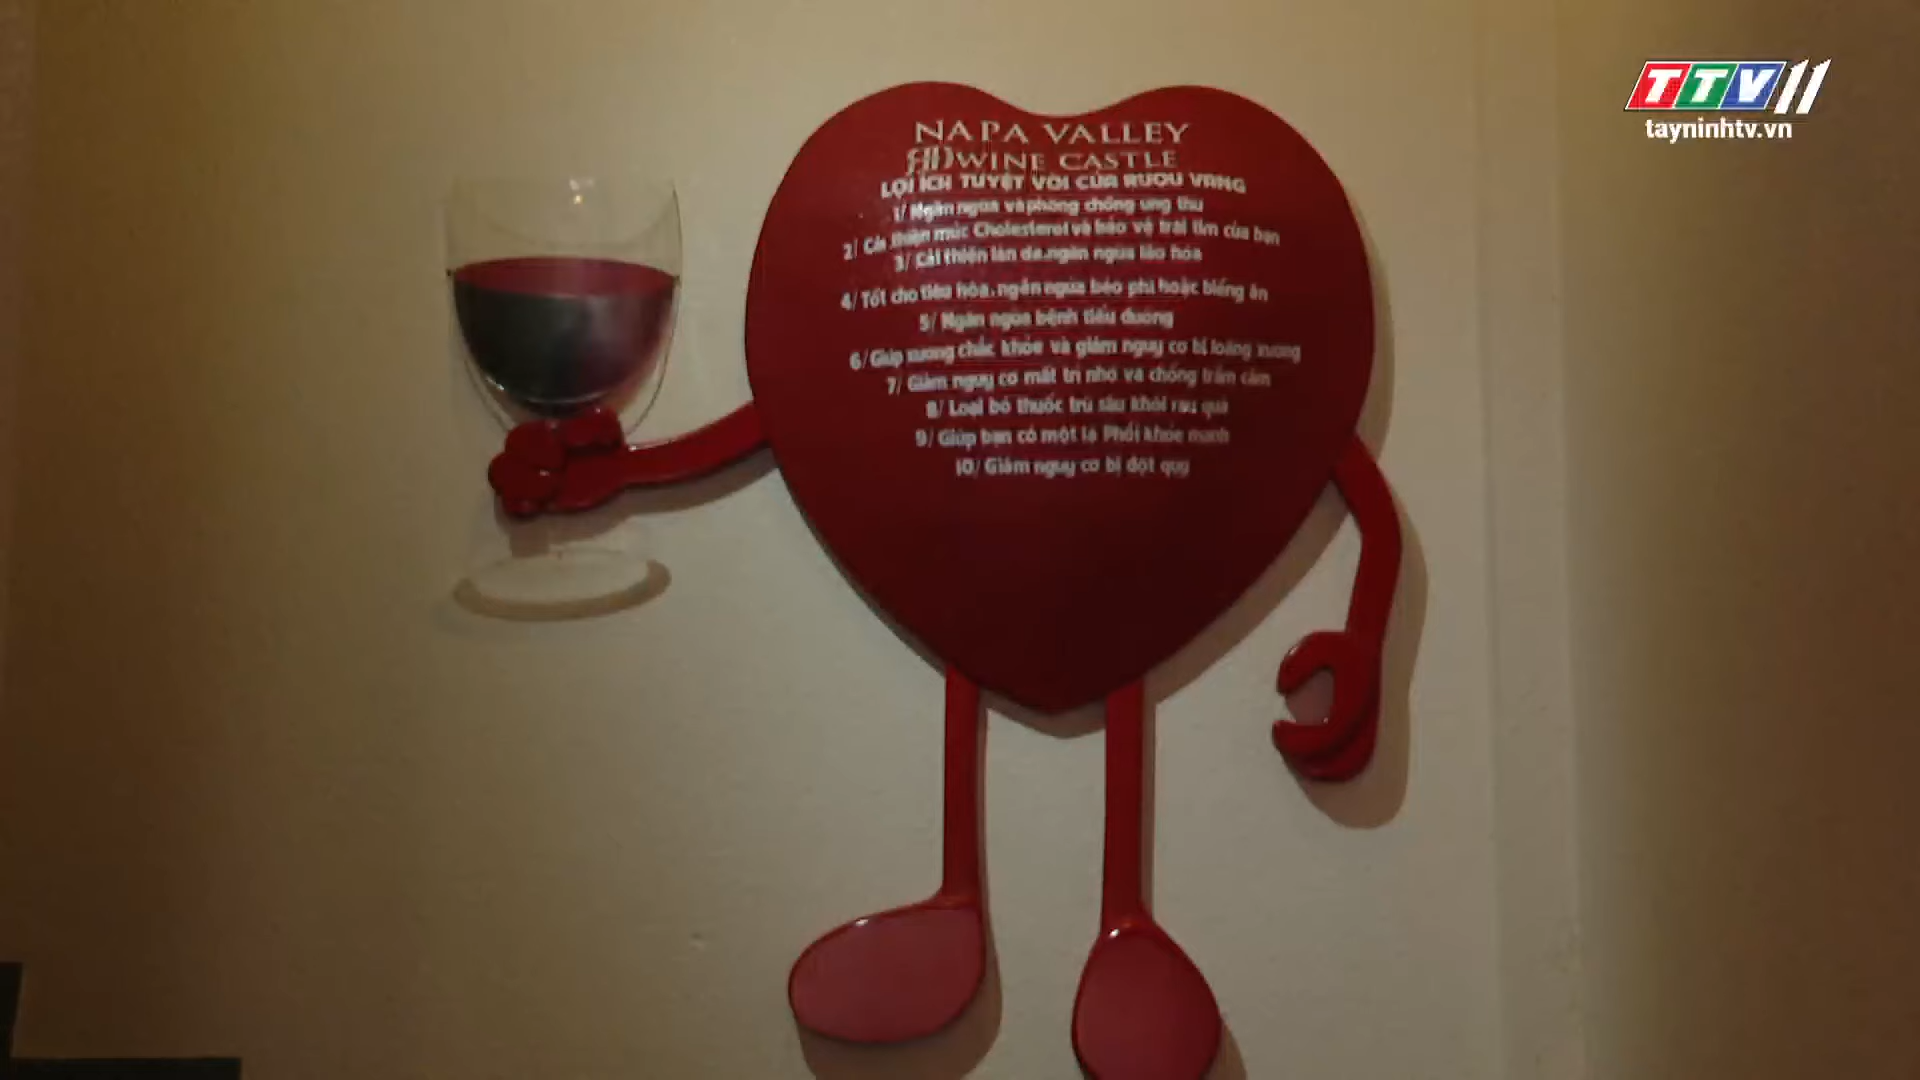 TTV11
tayninhtv.vn
NAPA VALLEY
RD WINE CASTLE
LỢI ÍCH TUYỆT VỜI CỦA RƯỢU VANG
1/ Ngăn ngừa và phòng chống ung thư
2/ Cải thiện mức Cholesterol và bảo vệ trái tim của bạn
3/ Cải thiện làn da, ngăn ngừa lão hóa
4/ Tốt cho tiêu hóa, ngăn ngừa béo phì hoặc biếng ăn
5/ Ngăn ngừa bệnh tiểu đường
6/ Giúp xương chắc khỏe và giảm nguy cơ bị loãng xương
7/ Giảm nguy cơ mất trí nhớ và chống trầm cảm
8/ Loại bỏ thuốc trừ sâu khỏi rau quả
9/ Giúp bạn có một lá Phổi khỏe mạnh
10/ Giảm nguy cơ bị đột quỵ